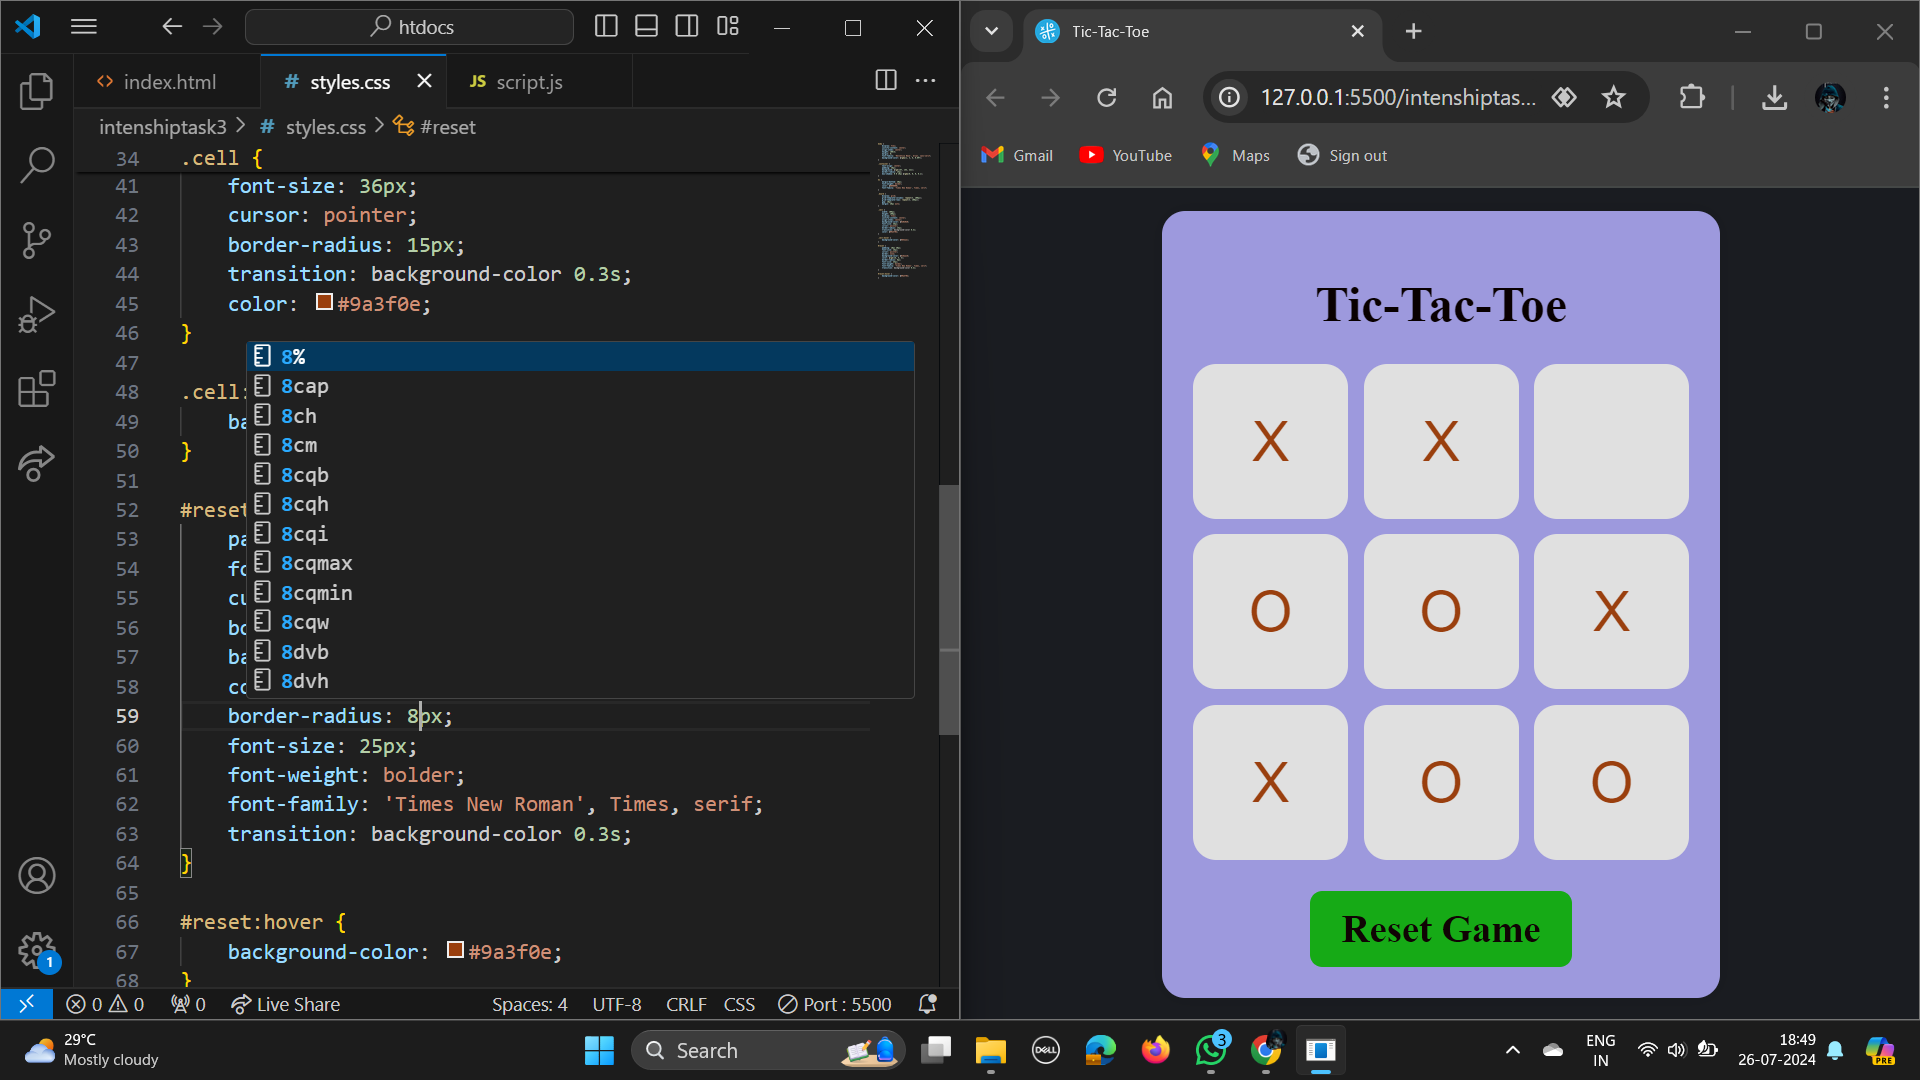 htdocs
index.html
# styles.css
JS script.js
intenshiptask3 > # styles.css > #reset
34 .cell {
41 font-size: 36px;
42 cursor: pointer;
43 border-radius: 15px;
44 transition: background-color 0.3s;
45 color: #9a3f0e;
46 }
47
48 .cell:
49 ba
50 }
51
52 #reset
53 pa
54 fo
55 cu
56 bo
57 ba
58 co
8%
8cap
8ch
8cm
8cqb
8cqh
8cqi
8cqmax
8cqmin
8cqw
8dvb
8dvh
59 border-radius: 8px;
60 font-size: 25px;
61 font-weight: bolder;
62 font-family: 'Times New Roman', Times, serif;
63 transition: background-color 0.3s;
64 }
65
66 #reset:hover {
67 background-color: #9a3f0e;
68 }
1
0 0 0 Live Share Spaces: 4 UTF-8 CRLF CSS Port : 5500
Tic-Tac-Toe
127.0.0.1:5500/intenshiptas...
Gmail YouTube Maps Sign out
Tic-Tac-Toe
X X
O O X
X O O
Reset Game
29°C
Mostly cloudy
Search
DELL
3
ENG
IN
18:49
26-07-2024
PRE